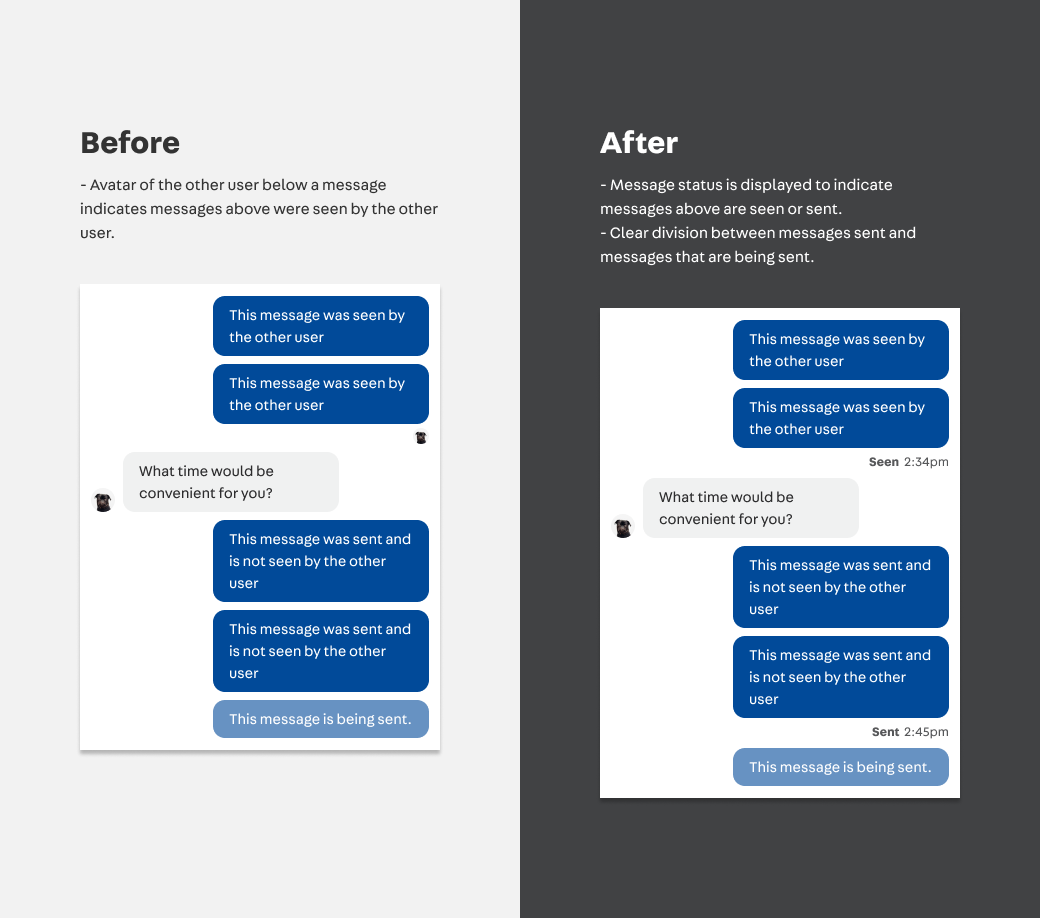 Before
- Avatar of the other user below a message
indicates messages above were seen by the other
user.
This message was seen by
the other user
This message was seen by
the other user
What time would be
convenient for you?
This message was sent and
is not seen by the other
user
This message was sent and
is not seen by the other
user
This message is being sent.
After
- Message status is displayed to indicate
messages above are seen or sent.
- Clear division between messages sent and
messages that are being sent.
This message was seen by
the other user
This message was seen by
the other user
Seen 2:34pm
What time would be
convenient for you?
This message was sent and
is not seen by the other
user
This message was sent and
is not seen by the other
user
Sent 2:45pm
This message is being sent.